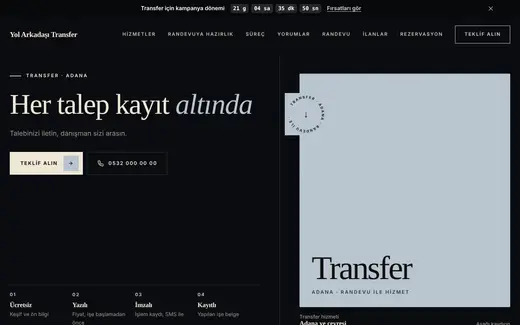 Transfer için kampanya dönemi 21 g 04 sa 35 dk 50 sn Fırsatları gör ×
Yol Arkadaşı Transfer
HİZMETLER RANDEVUYA HAZIRLIK SÜREÇ YORUMLAR RANDEVU İLANLAR REZERVASYON TEKLİF ALIN
TRANSFER · ADANA
Her talep kayıt altında
Talebinizi iletin, danışman sizi arasın.
TEKLİF ALIN
0532 000 00 00
TRANSFER · ADANA · RANDEVU İLE
Transfer
ADANA · RANDEVU İLE HİZMET
01 02 03 04
Ücretsiz Yazılı İmzalı Kayıtlı
Keşif ve ön bilgi Fiyat, işe başlamadan önce İşlem kaydı, SMS ile Yapılan işe belge
Transfer hizmeti
Adana ve çevresi